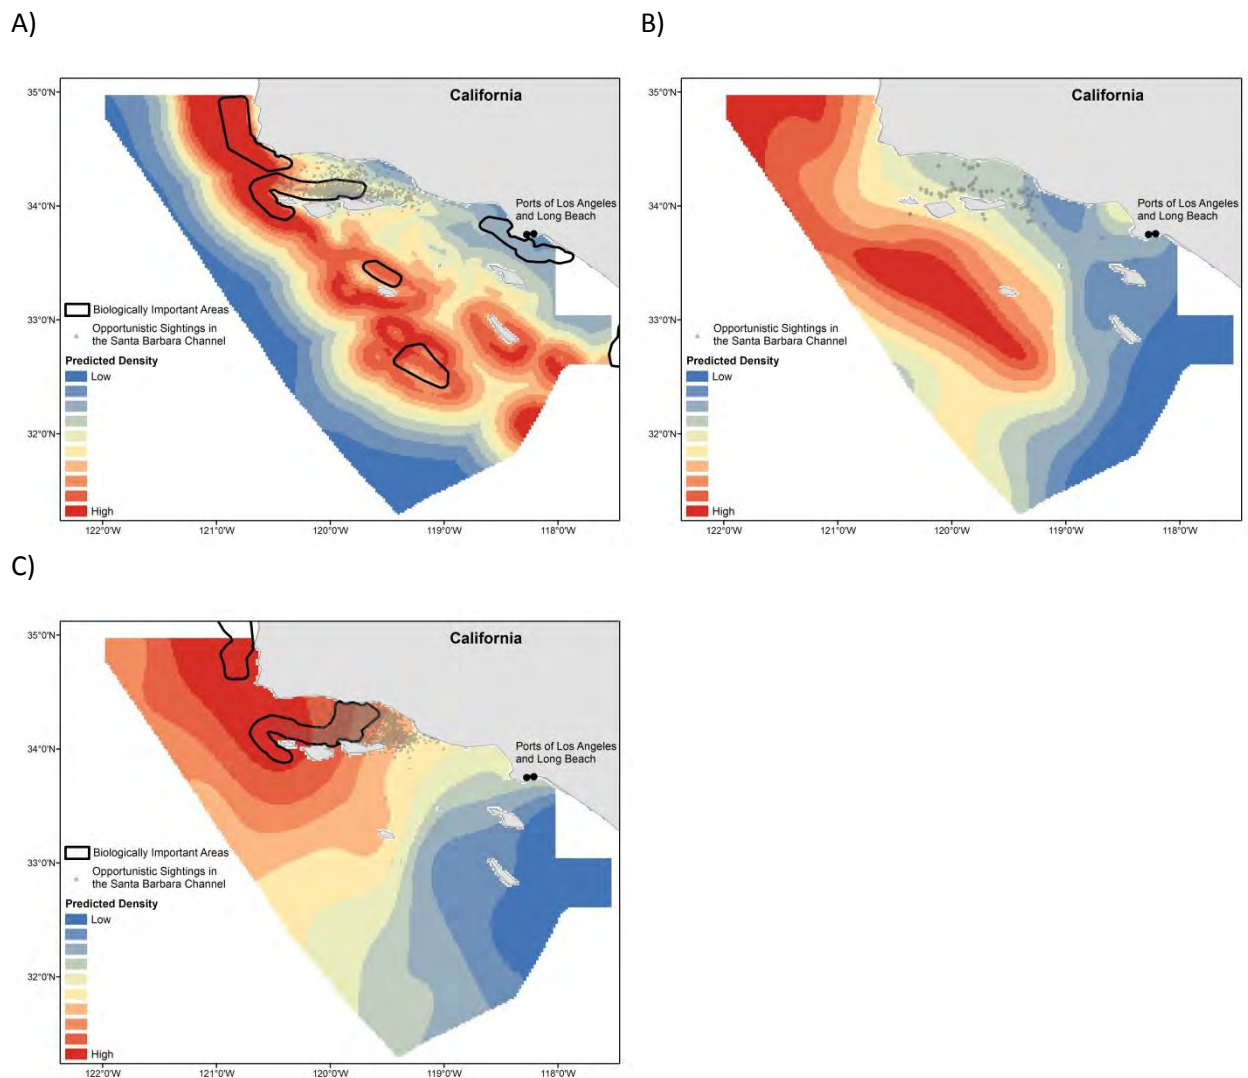 A)
B)
35°0'N
34°0'N
33°0'N
32°0'N
California
Ports of Los Angeles
and Long Beach
Biologically Important Areas
Opportunistic Sightings in
the Santa Barbara Channel
Predicted Density
Low
High
122°0'W
121°0'W
120°0'W
119°0'W
118°0'W
35°0'N
34°0'N
33°0'N
32°0'N
California
Ports of Los Angeles
and Long Beach
Opportunistic Sightings in
the Santa Barbara Channel
Predicted Density
Low
High
122°0'W
121°0'W
120°0'W
119°0'W
118°0'W
C)
35°0'N
34°0'N
33°0'N
32°0'N
California
Ports of Los Angeles
and Long Beach
Biologically Important Areas
Opportunistic Sightings in
the Santa Barbara Channel
Predicted Density
Low
High
122°0'W
121°0'W
120°0'W
119°0'W
118°0'W